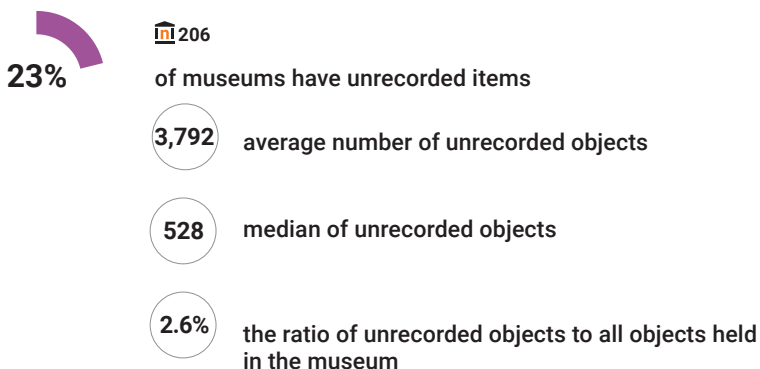 n 206
23%
of museums have unrecorded items
3,792
average number of unrecorded objects
528
median of unrecorded objects
2.6%
the ratio of unrecorded objects to all objects held
in the museum